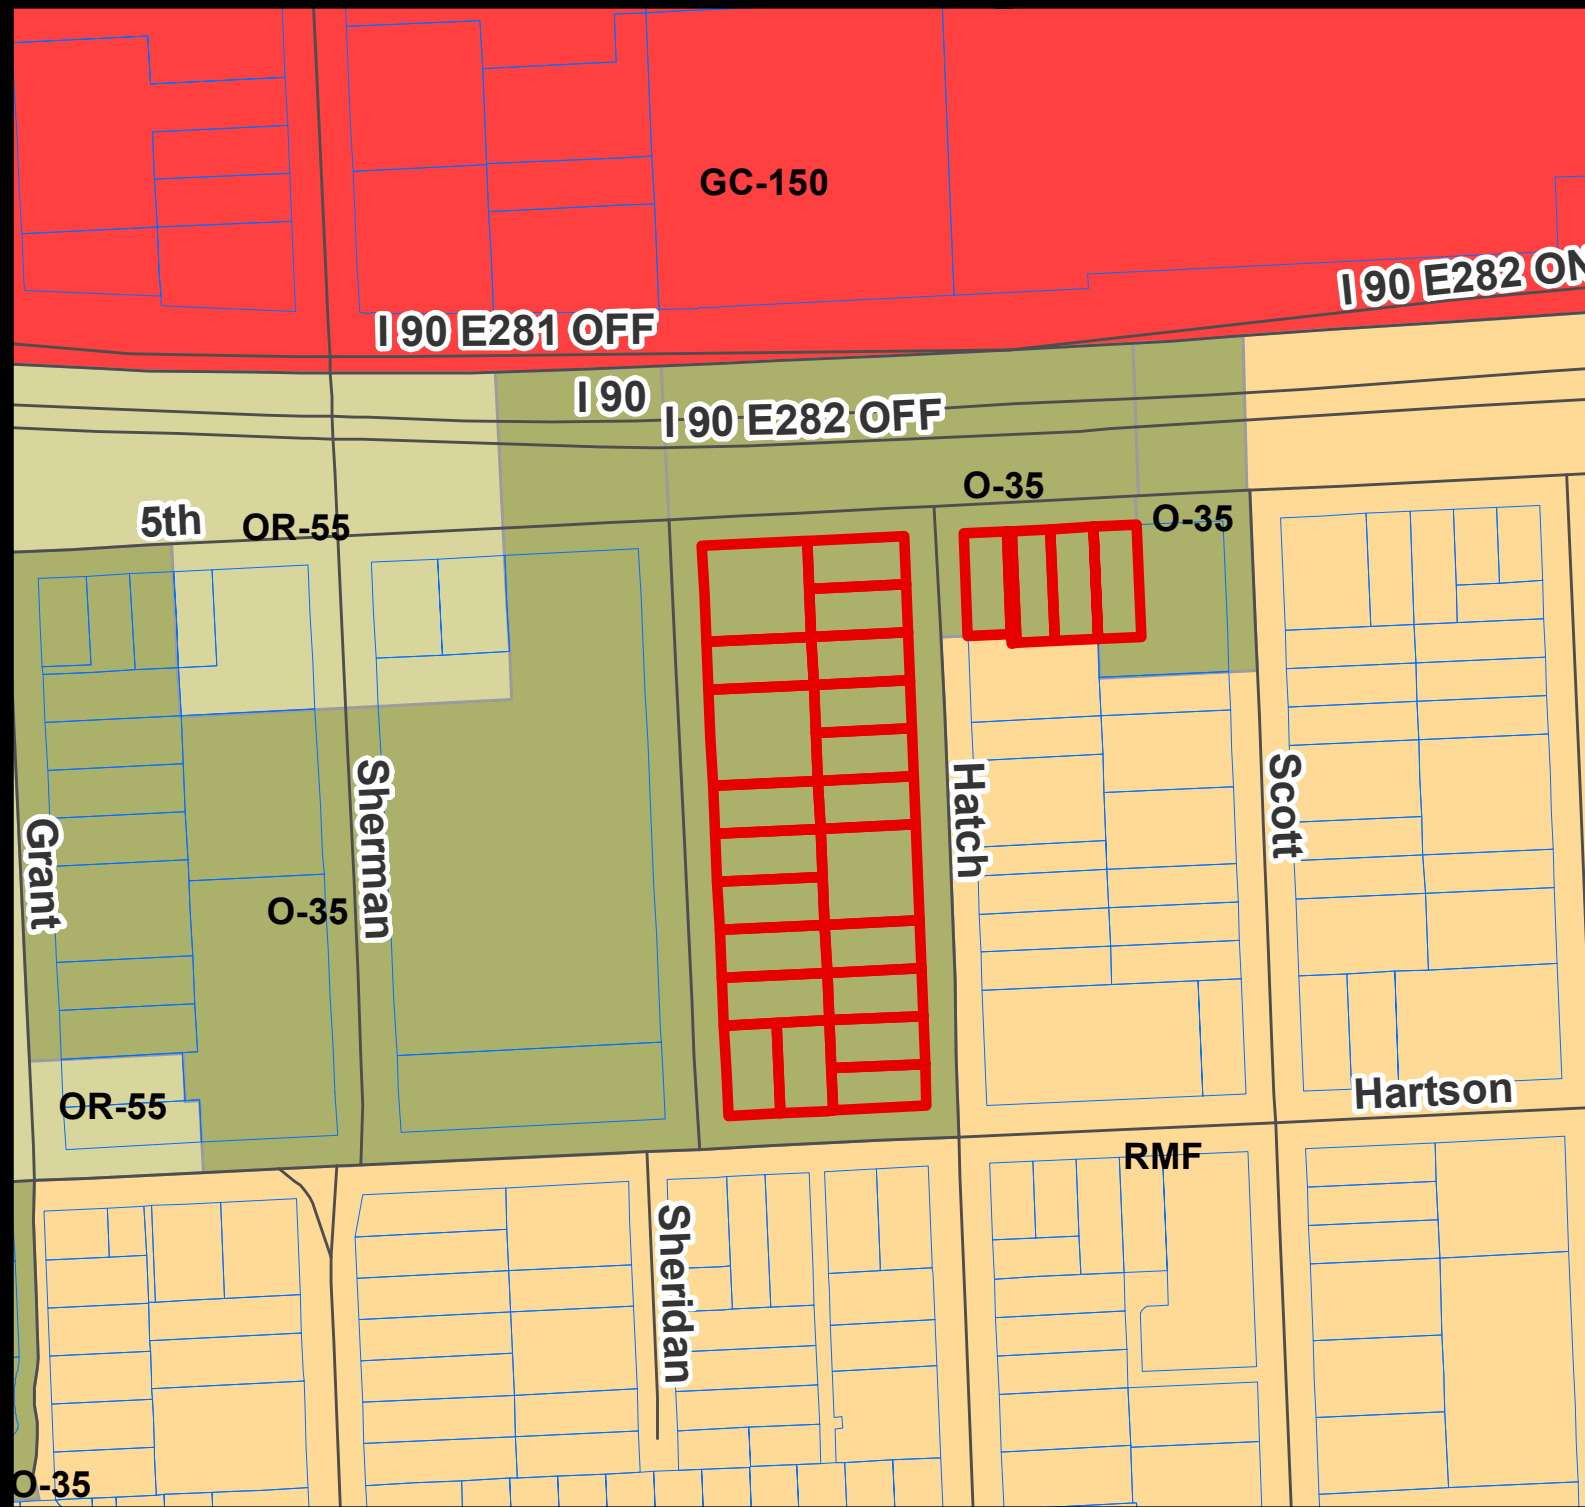 GC-150
I 90 E282 ON
I 90 E281 OFF
I 90
I 90 E282 OFF
O-35
5th
OR-55
O-35
Sherman
Hatch
Scott
Grant
O-35
OR-55
Hartson
RMF
Sheridan
O-35